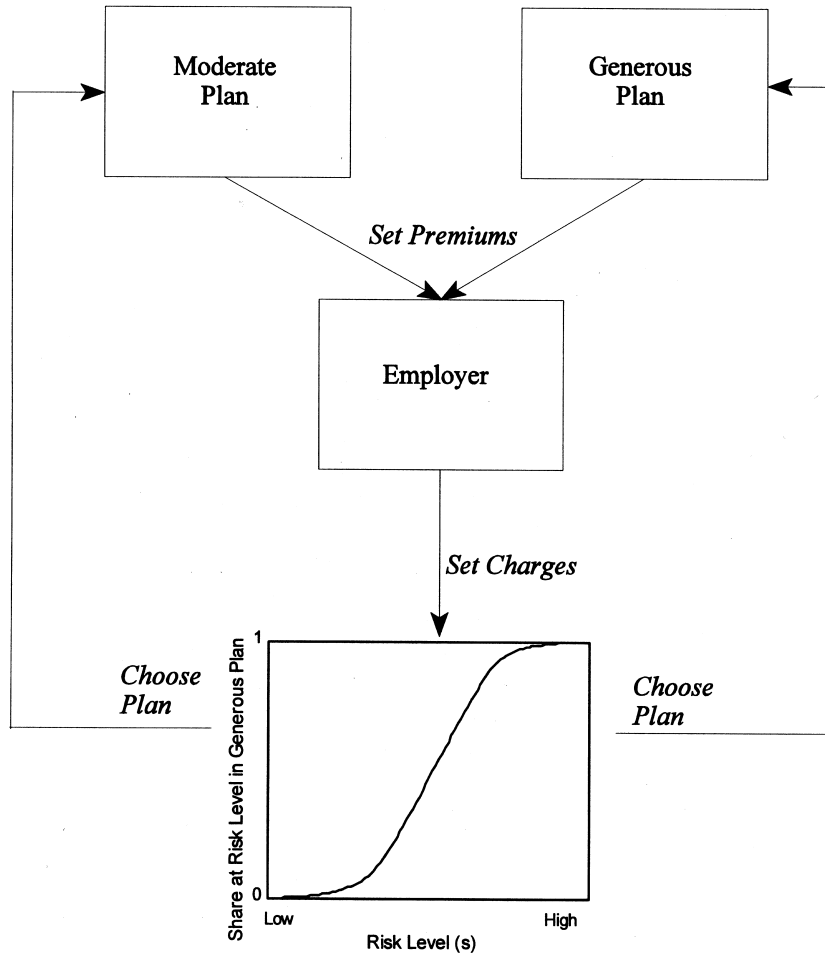 Moderate
Plan
Generous
Plan
Set Premiums
Employer
Set Charges
Choose
Plan
Choose
Plan
Share at Risk Level in Generous Plan
1
0
Low
High
Risk Level (s)